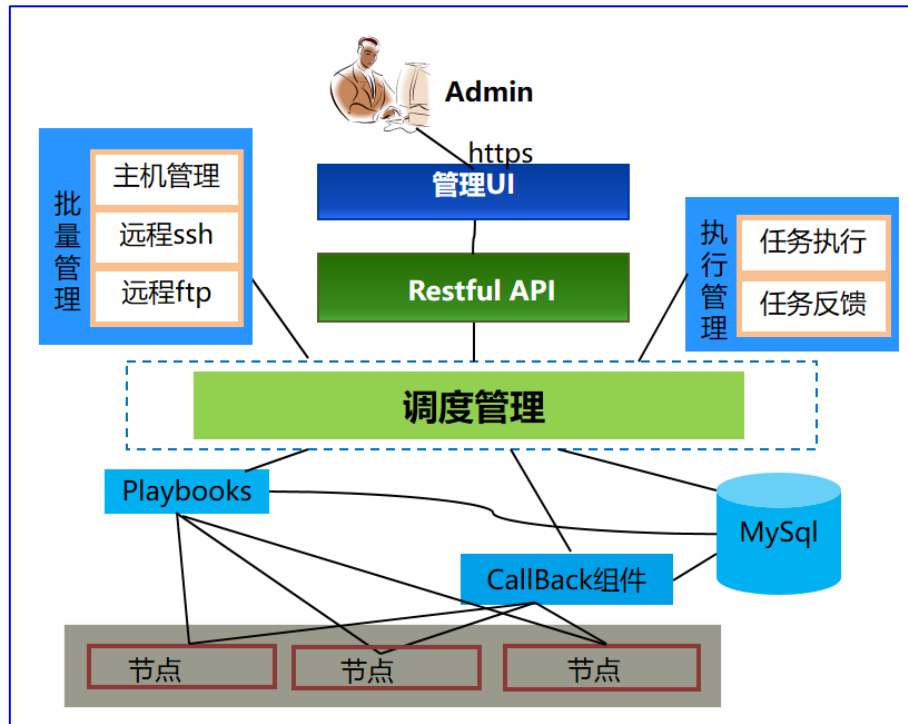 Admin
https
管理UI
批量管理
主机管理
远程ssh
远程ftp
Restful API
执行管理
任务执行
任务反馈
调度管理
Playbooks
MySql
CallBack组件
节点
节点
节点